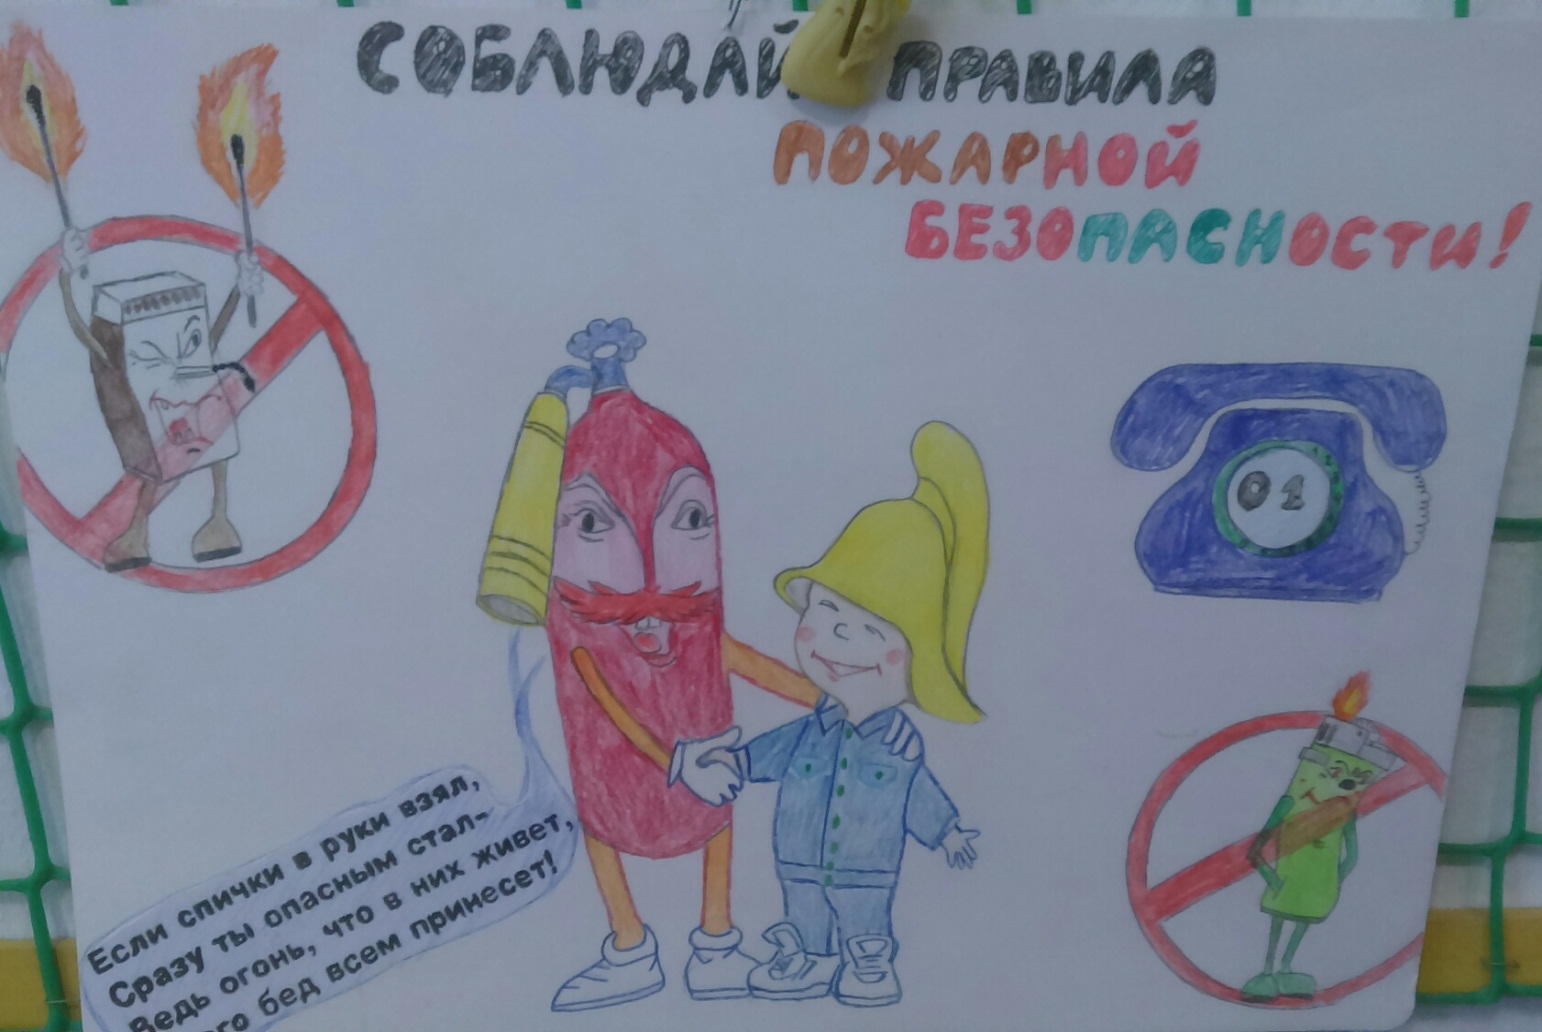 СОБЛЮДАЙ ПРАВИЛА
ПОЖАРНОЙ
БЕЗОПАСНОСТИ!
01
Если спички в руки взял,
Сразу ты опасным стал-
Ведь огонь, что в них живет,
бед всем принесет!